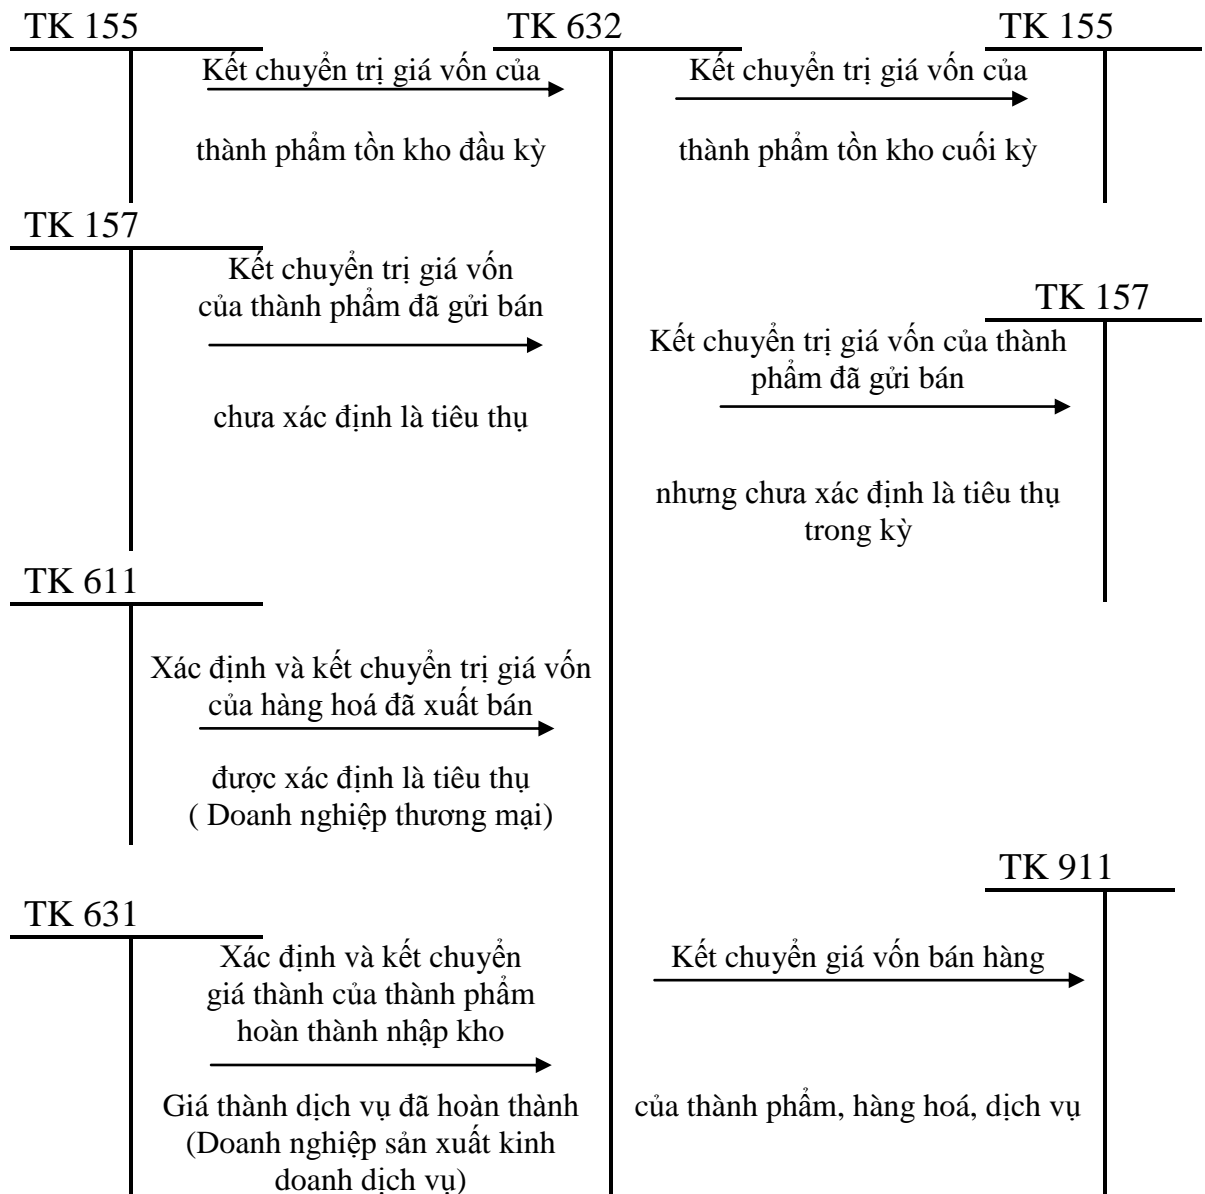 TK 155
TK 632
TK 155
Kết chuyển trị giá vốn của
thành phẩm tồn kho đầu kỳ
Kết chuyển trị giá vốn của
thành phẩm tồn kho cuối kỳ
TK 157
Kết chuyển trị giá vốn
của thành phẩm đã gửi bán
chưa xác định là tiêu thụ
TK 157
Kết chuyển trị giá vốn của thành
phẩm đã gửi bán
nhưng chưa xác định là tiêu thụ
trong kỳ
TK 611
Xác định và kết chuyển trị giá vốn
của hàng hoá đã xuất bán
được xác định là tiêu thụ
( Doanh nghiệp thương mại)
TK 911
TK 631
Xác định và kết chuyển
giá thành của thành phẩm
hoàn thành nhập kho
Giá thành dịch vụ đã hoàn thành
(Doanh nghiệp sản xuất kinh
doanh dịch vụ)
Kết chuyển giá vốn bán hàng
của thành phẩm, hàng hoá, dịch vụ